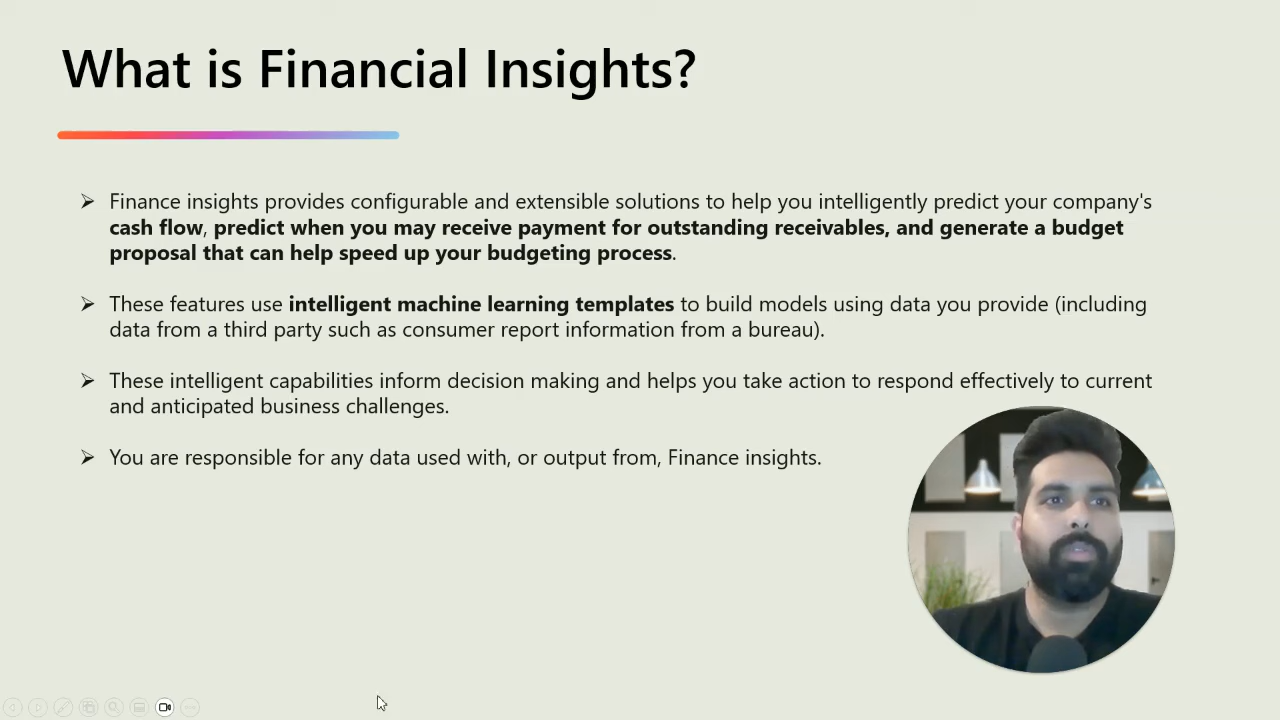 What is Financial Insights?
Finance insights provides configurable and extensible solutions to help you intelligently predict your company's
cash flow, predict when you may receive payment for outstanding receivables, and generate a budget
proposal that can help speed up your budgeting process.
These features use intelligent machine learning templates to build models using data you provide (including
data from a third party such as consumer report information from a bureau).
These intelligent capabilities inform decision making and helps you take action to respond effectively to current
and anticipated business challenges.
You are responsible for any data used with, or output from, Finance insights.